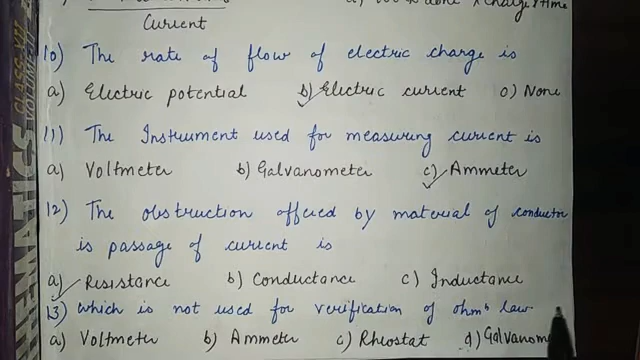 Current
10) The rate of flow of electric charge is
a) Electric potential b) Electric current c) None
11) The Instrument used for measuring current is
a) Voltmeter b) Galvanometer c) Ammeter
12) The obstruction offered by material of conductor
is passage of current is
a) Resistance b) Conductance c) Inductance
13) which is not used for verification of ohm's law
a) Voltmeter b) Ammeter c) Rheostat d) Galvanom